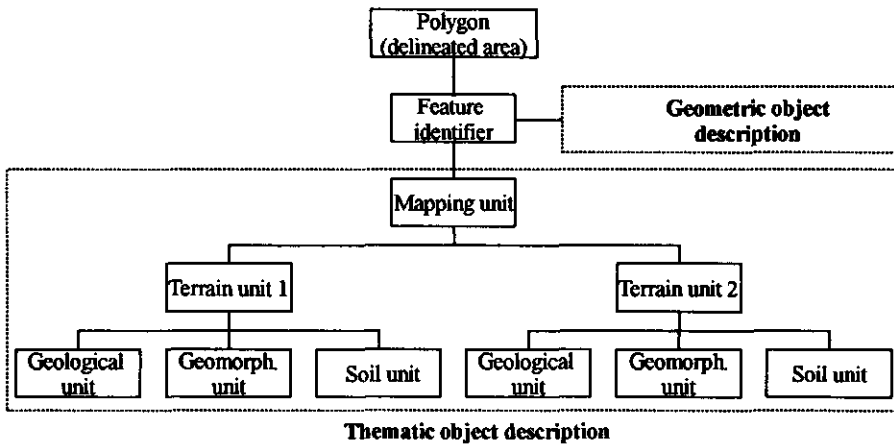 Polygon
(delineated area)
Feature
identifier
Geometric object
description
Mapping unit
Terrain unit 1
Terrain unit 2
Geological
unit
Geomorph.
unit
Soil unit
Geological
unit
Geomorph.
unit
Soil unit
Thematic object description